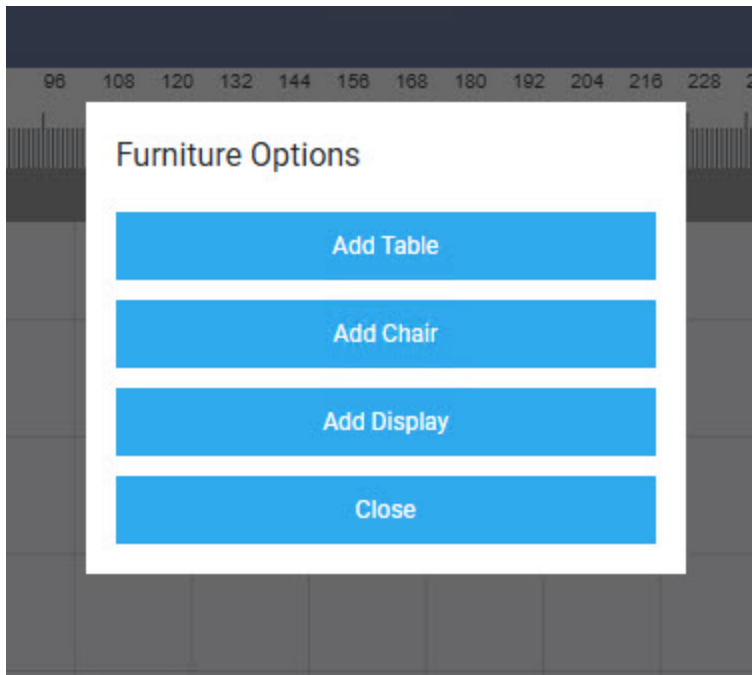 96 108 120 132 144 156 168 180 192 204 216 228
Furniture Options
Add Table
Add Chair
Add Display
Close